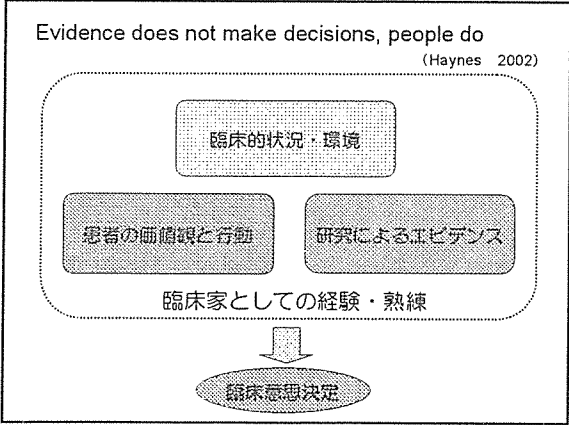 Evidence does not make decisions, people do
(Haynes 2002)
臨床的状況・環境
患者の価値観と行動
研究によるエビデンス
臨床家としての経験・熟練
臨床意思決定